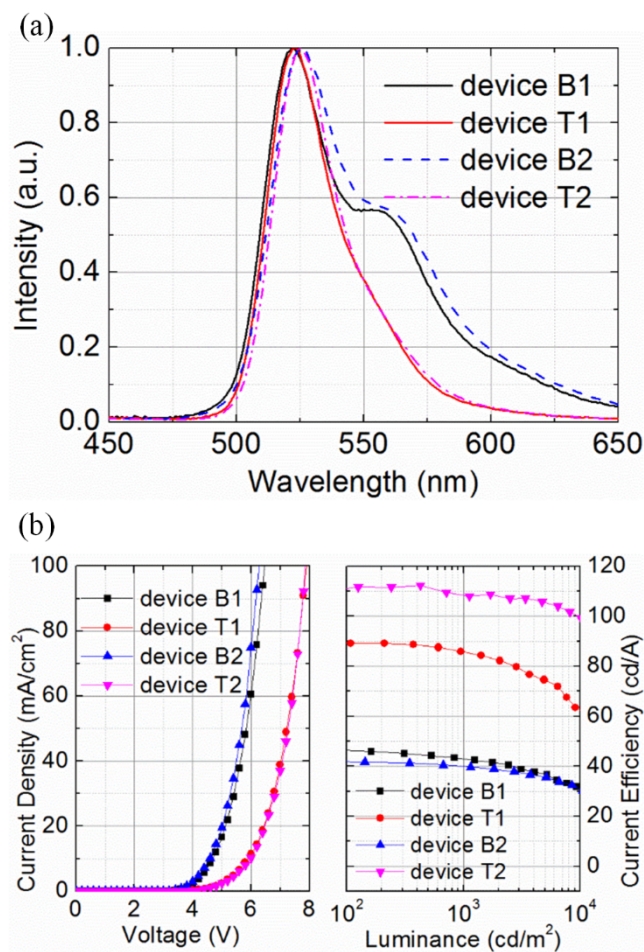 (a)
1.0
0.8
0.6
0.4
0.2
0.0
Intensity (a.u.)
device B1
device T1
device B2
device T2
450 500 550 600 650
Wavelength (nm)
(b)
100
80
60
40
20
0
Current Density (mA/cm²)
device B1
device T1
device B2
device T2
0 2 4 6 8
Voltage (V)
120
100
80
60
40
20
0
Current Efficiency (cd/A)
device B1
device T1
device B2
device T2
10² 10³ 10⁴
Luminance (cd/m²)